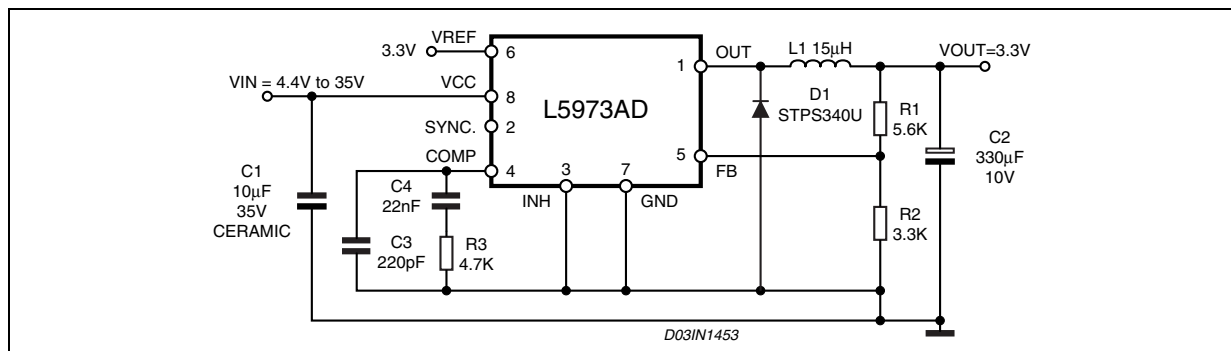 VREF
3.3V
6
VIN = 4.4V to 35V
VCC
8
SYNC.
2
COMP
4
L5973AD
1
OUT
L1 15μH
VOUT=3.3V
D1
STPS340U
R1
5.6K
5
FB
C2
330μF
10V
3
INH
7
GND
C1
10μF
35V
CERAMIC
C4
22nF
C3
220pF
R3
4.7K
R2
3.3K
D03IN1453